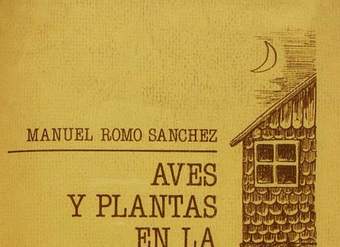 MANUEL ROMO SANCHEZ
AVES
Y PLANTAS
EN LA